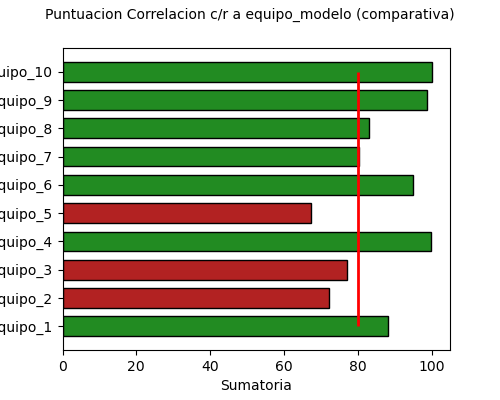 Puntuacion Correlacion c/r a equipo_modelo (comparativa)
uipo_10
quipo_9
quipo_8
quipo_7
quipo_6
quipo_5
quipo_4
quipo_3
quipo_2
quipo_1
0 20 40 60 80 100
Sumatoria